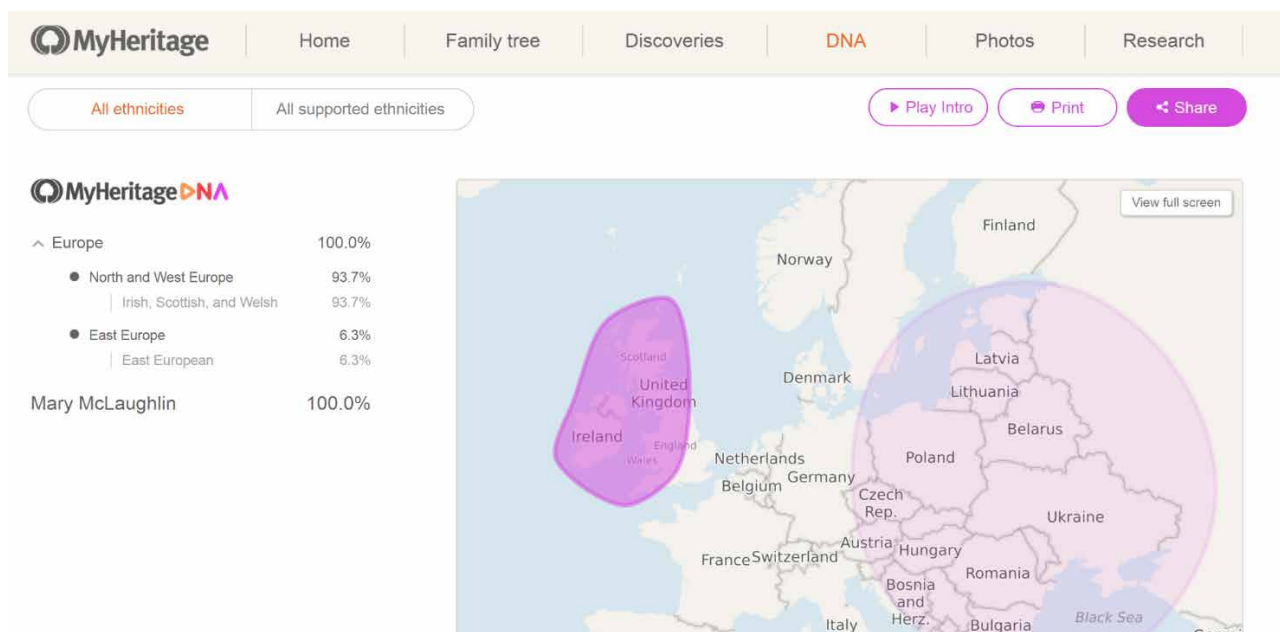 MyHeritage Home Family tree Discoveries DNA Photos Research
All ethnicities All supported ethnicities Play Intro Print Share
MyHeritage DNA
Europe 100.0%
North and West Europe 93.7%
Irish, Scottish, and Welsh 93.7%
East Europe 6.3%
East European 6.3%
Mary McLaughlin 100.0%
View full screen
Finland
Norway
Scotland
Latvia
Denmark
United
Kingdom
Lithuania
Belarus
Ireland
England
Wales
Netherlands
Poland
Belgium
Germany
Czech
Rep.
Ukraine
Austria
Hungary
France
Switzerland
Romania
Bosnia
and
Herz.
Italy
Bulgaria
Black Sea